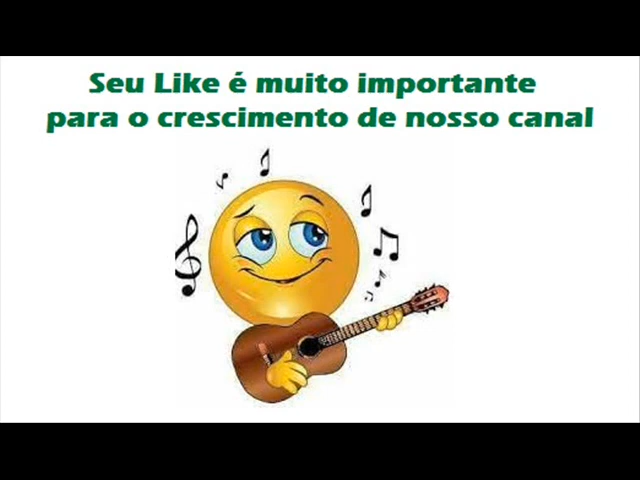 Seu Like é muito importante
para o crescimento de nosso canal